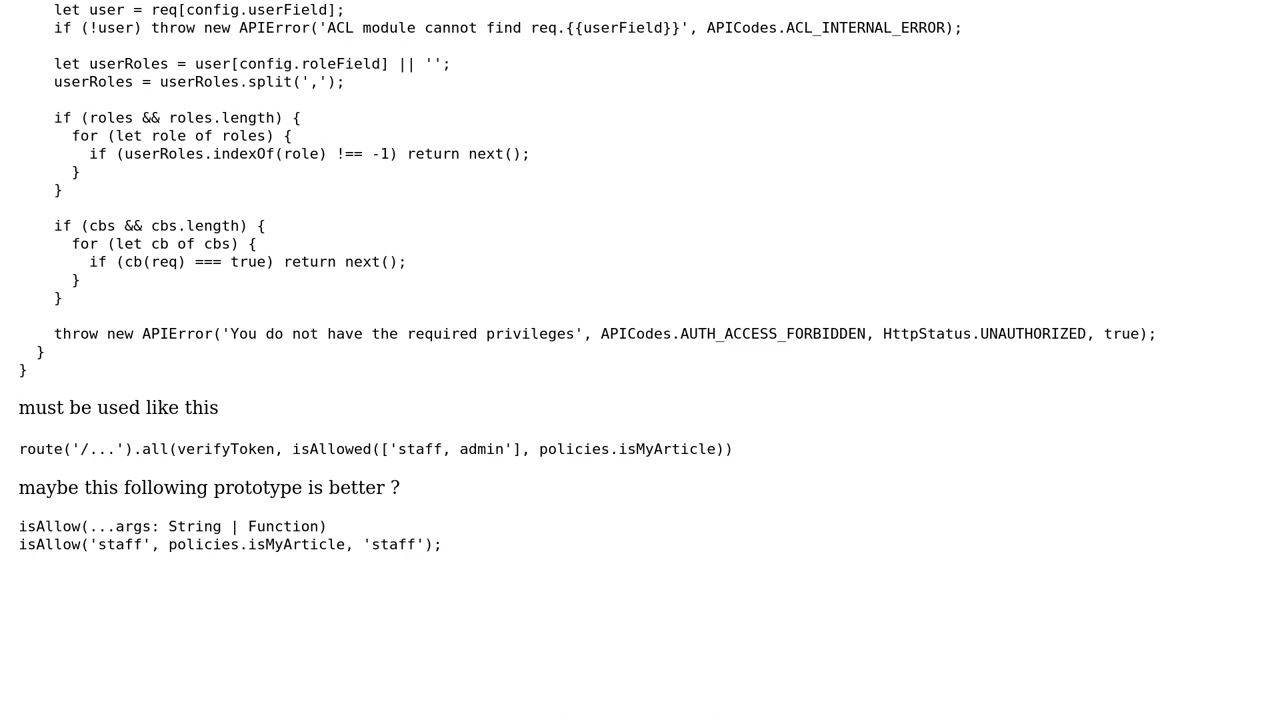 let user = req[config.userField];
if (!user) throw new APIError('ACL module cannot find req.{{userField}}', APICodes.ACL_INTERNAL_ERROR);
let userRoles = user[config.roleField] || '';
userRoles = userRoles.split(',');
if (roles && roles.length) {
for (let role of roles) {
if (userRoles.indexOf(role) !== -1) return next();
}
}
if (cbs && cbs.length) {
for (let cb of cbs) {
if (cb(req) === true) return next();
}
}
throw new APIError('You do not have the required privileges', APICodes.AUTH_ACCESS_FORBIDDEN, HttpStatus.UNAUTHORIZED, true);
}
}
must be used like this
route('/...').all(verifyToken, isAllowed(['staff, admin'], policies.isMyArticle))
maybe this following prototype is better ?
isAllow(...args: String | Function)
isAllow('staff', policies.isMyArticle, 'staff');